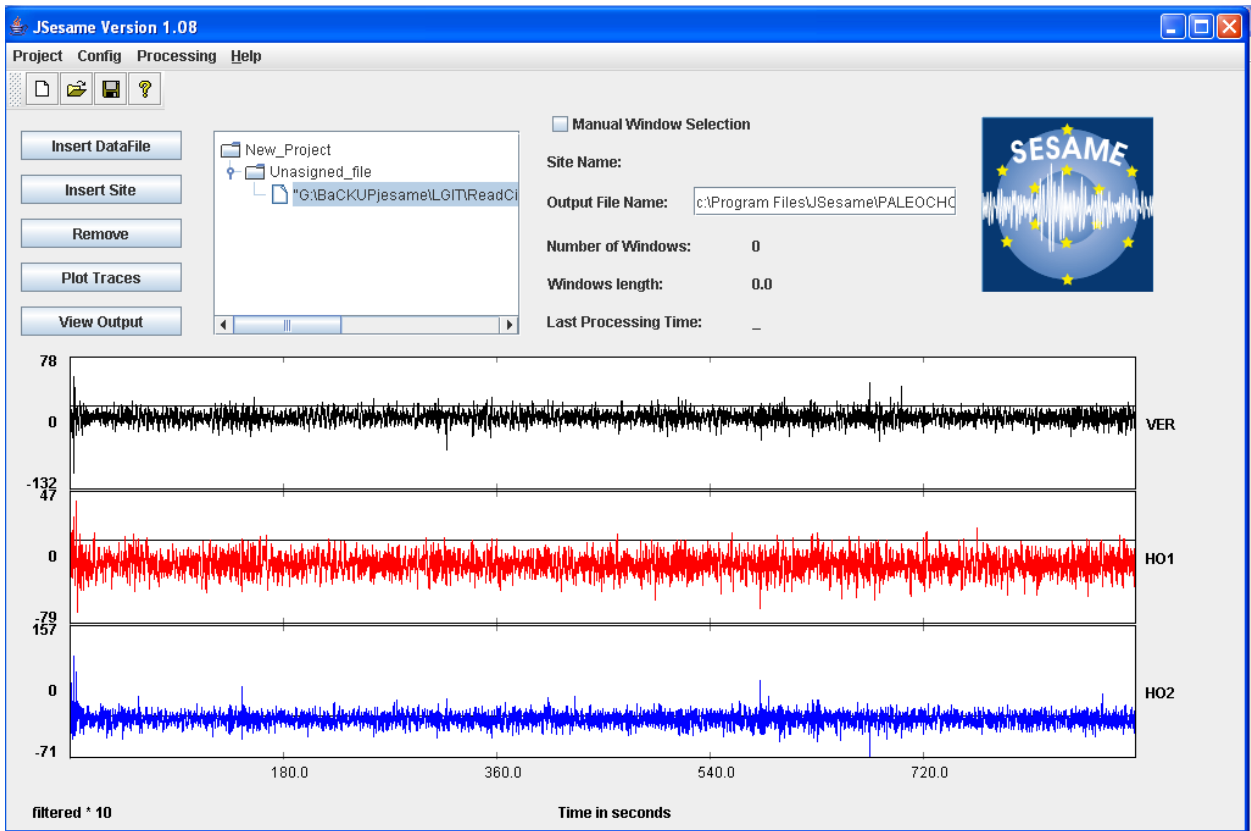 JSesame Version 1.08
Project Config Processing Help
Insert DataFile
Insert Site
Remove
Plot Traces
View Output
New_Project
Unasigned_file
"G:\BaCKUPjesame\LGIT\ReadCi
Manual Window Selection
Site Name:
Output File Name: c:\Program Files\JSesame\PALEOCHO
Number of Windows: 0
Windows length: 0.0
Last Processing Time: _
SESAME
78
0
-132
VER
47
0
-79
HO1
157
0
-71
HO2
180.0 360.0 540.0 720.0
filtered * 10 Time in seconds